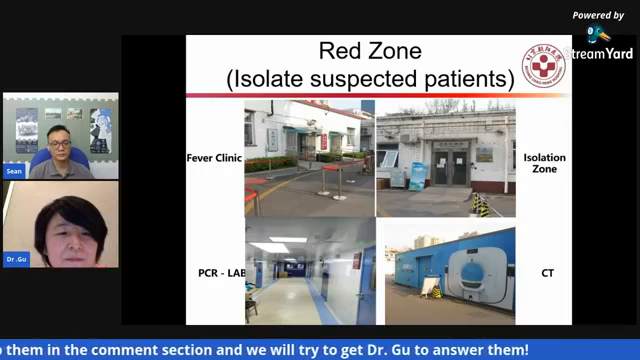 Powered by
StreamYard
Red Zone
(Isolate suspected patients)
Fever Clinic
Isolation
Zone
Sean
Dr .Gu
PCR - LAB
CT
them in the comment section and we will try to get Dr. Gu to answer them!